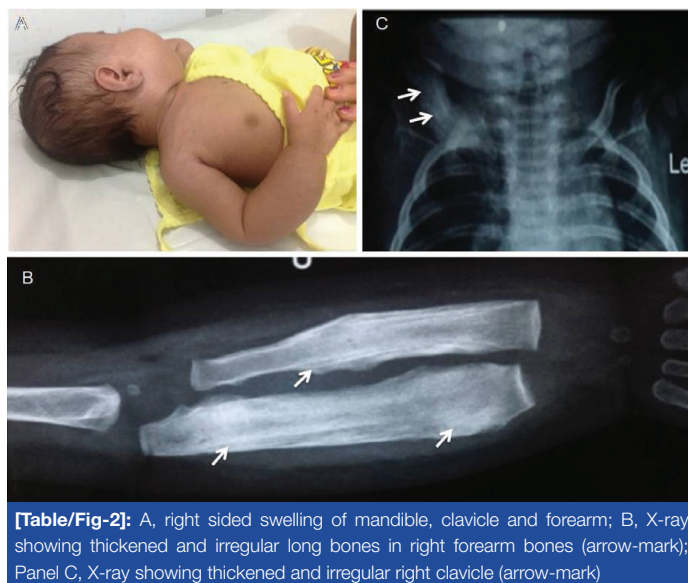 A
C
Le
B
[Table/Fig-2]: A, right sided swelling of mandible, clavicle and forearm; B, X-ray
showing thickened and irregular long bones in right forearm bones (arrow-mark);
Panel C, X-ray showing thickened and irregular right clavicle (arrow-mark)